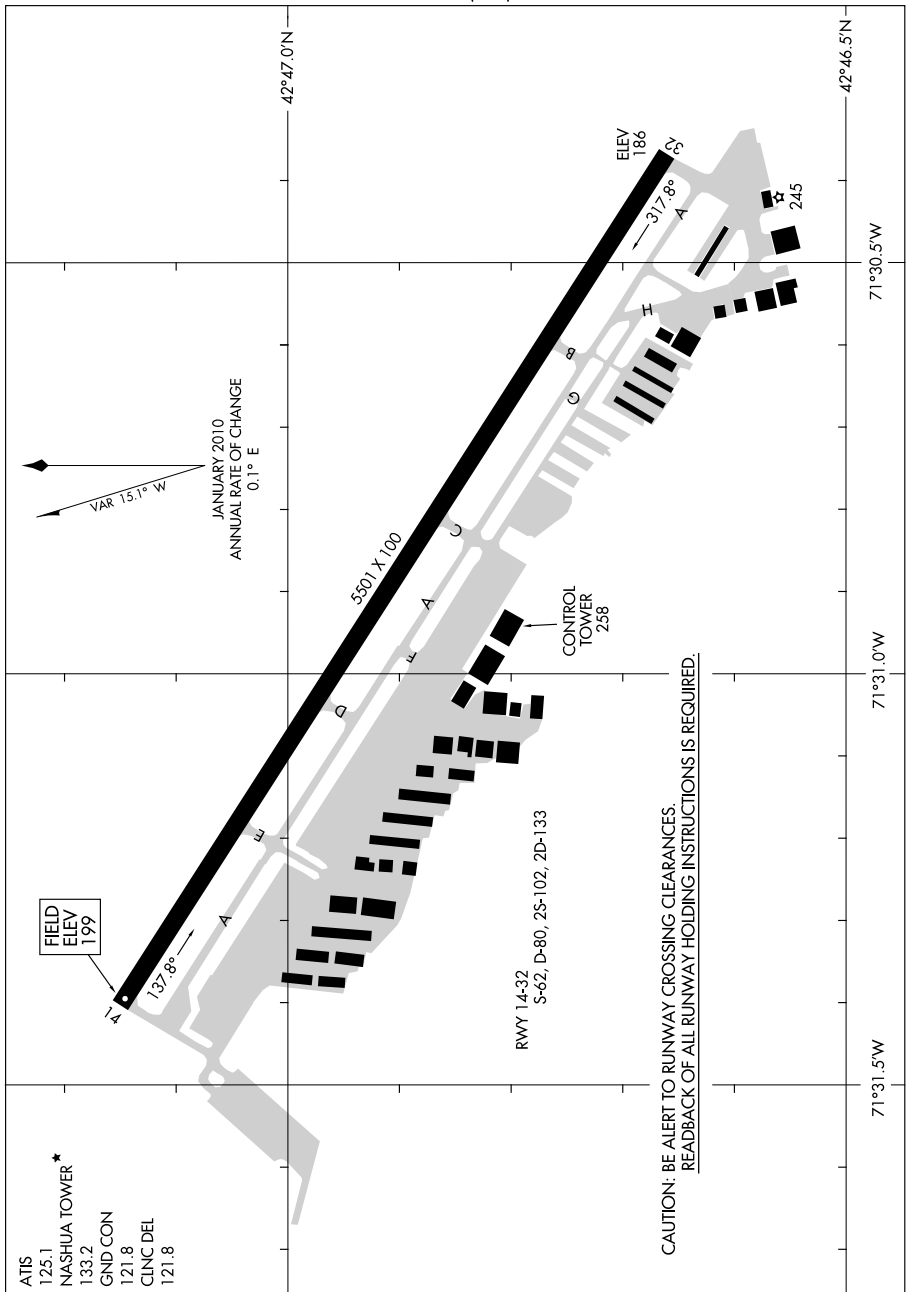 ATIS
125.1
NASHUA TOWER★
133.2
GND CON
121.8
CLNC DEL
121.8
FIELD
ELEV
199
14
137.8°
A
E
D
F
A
C
G
B
H
A
317.8°
32
ELEV
186
245
5501 X 100
VAR 15.1° W
JANUARY 2010
ANNUAL RATE OF CHANGE
0.1° E
CONTROL
TOWER
258
RWY 14-32
S-62, D-80, 2S-102, 2D-133
CAUTION: BE ALERT TO RUNWAY CROSSING CLEARANCES.
READBACK OF ALL RUNWAY HOLDING INSTRUCTIONS IS REQUIRED.
42°47.0'N
42°46.5'N
71°31.5'W
71°31.0'W
71°30.5'W